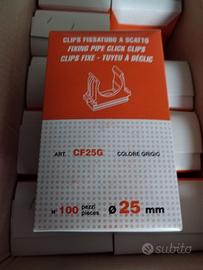 CLIPS FISSATUBO A SCATTO
FIXING PIPE CLICK CLIPS
CLIPS FIXE - TUYEU À DÉGLIC
ART. CF25G COLORE GRIGIO
N° 100 pezzi pieces Ø 25 mm
subito